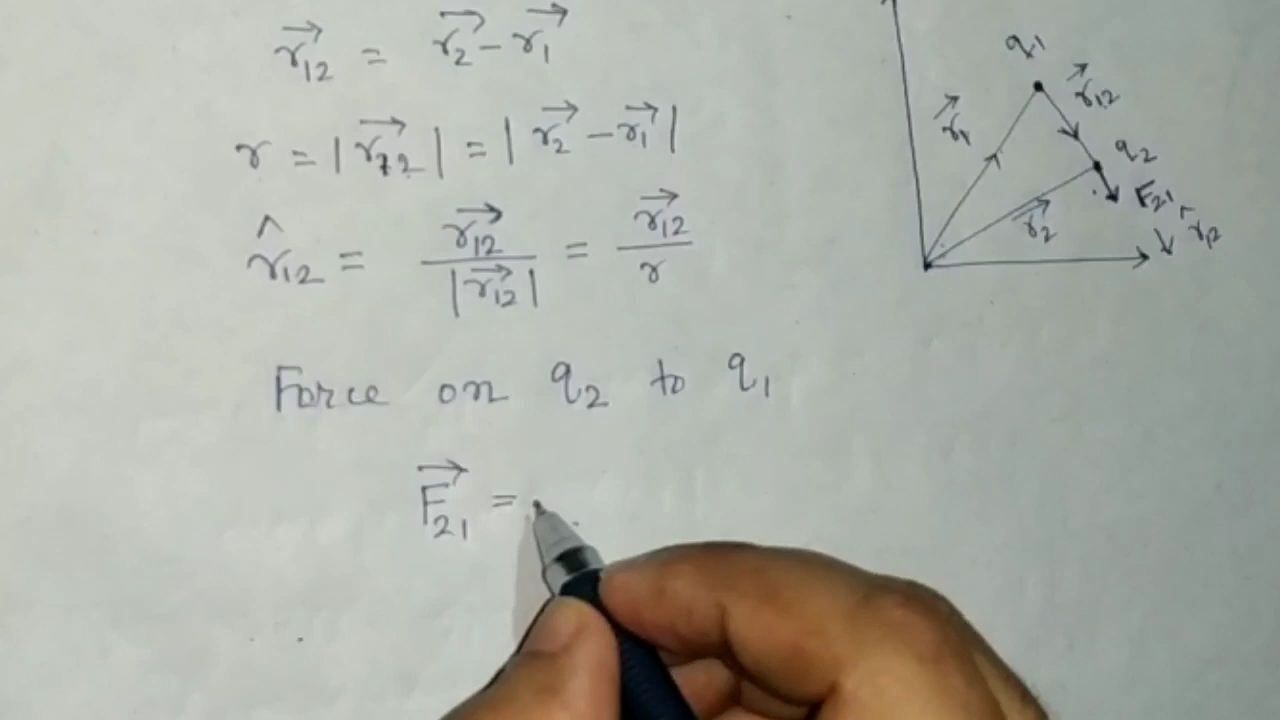 r⃗₁₂ = r⃗₂ - r⃗₁
r = |r⃗₁₂| = |r⃗₂ - r⃗₁|
r̂₁₂ = r⃗₁₂ / |r⃗₁₂| = r⃗₁₂ / r
Force on q₂ to q₁
F⃗₂₁ =
q₁
r⃗₁₂
r⃗₁
q₂
F₂₁
r⃗₂
r̂₁₂